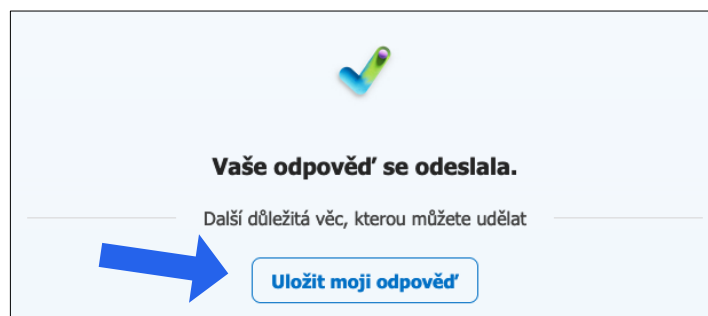 Vaše odpověď se odeslala.
Další důležitá věc, kterou můžete udělat
Uložit moji odpověď